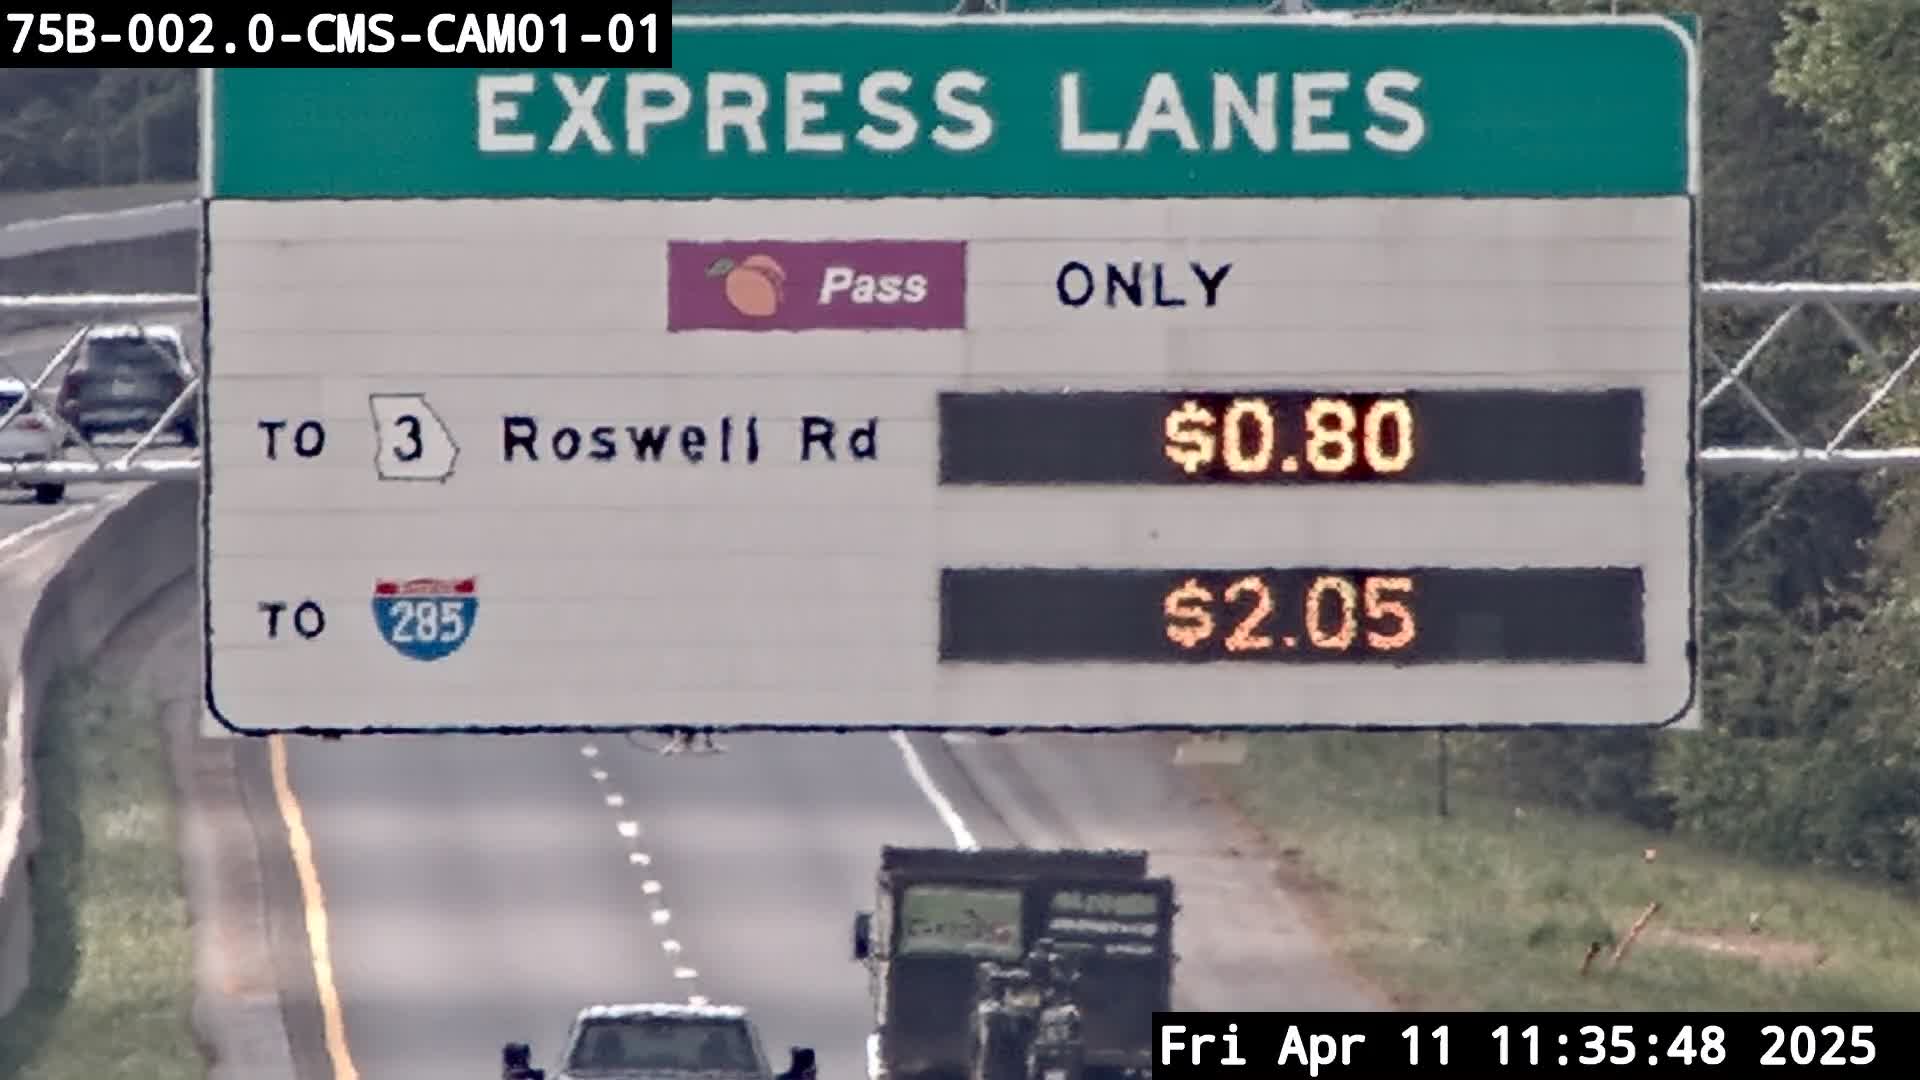 75B-002.0-CMS-CAM01-01
EXPRESS LANES
Pass ONLY
TO 3 Roswell Rd $0.80
TO 285 $2.05
Fri Apr 11 11:35:48 2025